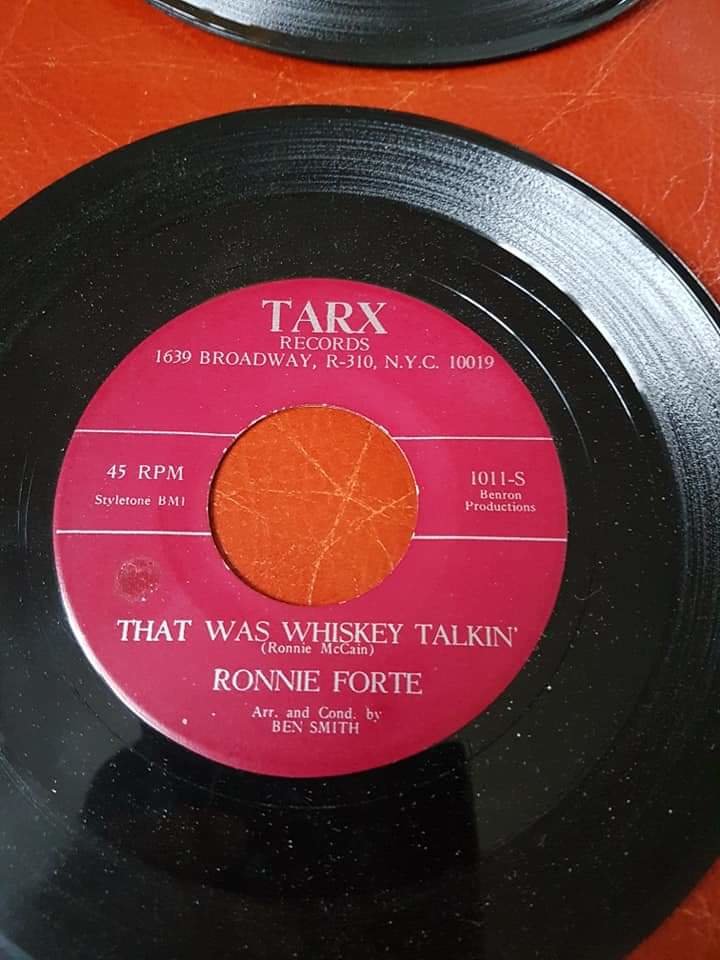 TARX
RECORDS
1639 BROADWAY, R-310, N.Y.C. 10019
45 RPM
Styletone BMI
1011-S
Benron
Productions
THAT WAS WHISKEY TALKIN'
(Ronnie McCain)
RONNIE FORTE
Arr. and Cond. by
BEN SMITH